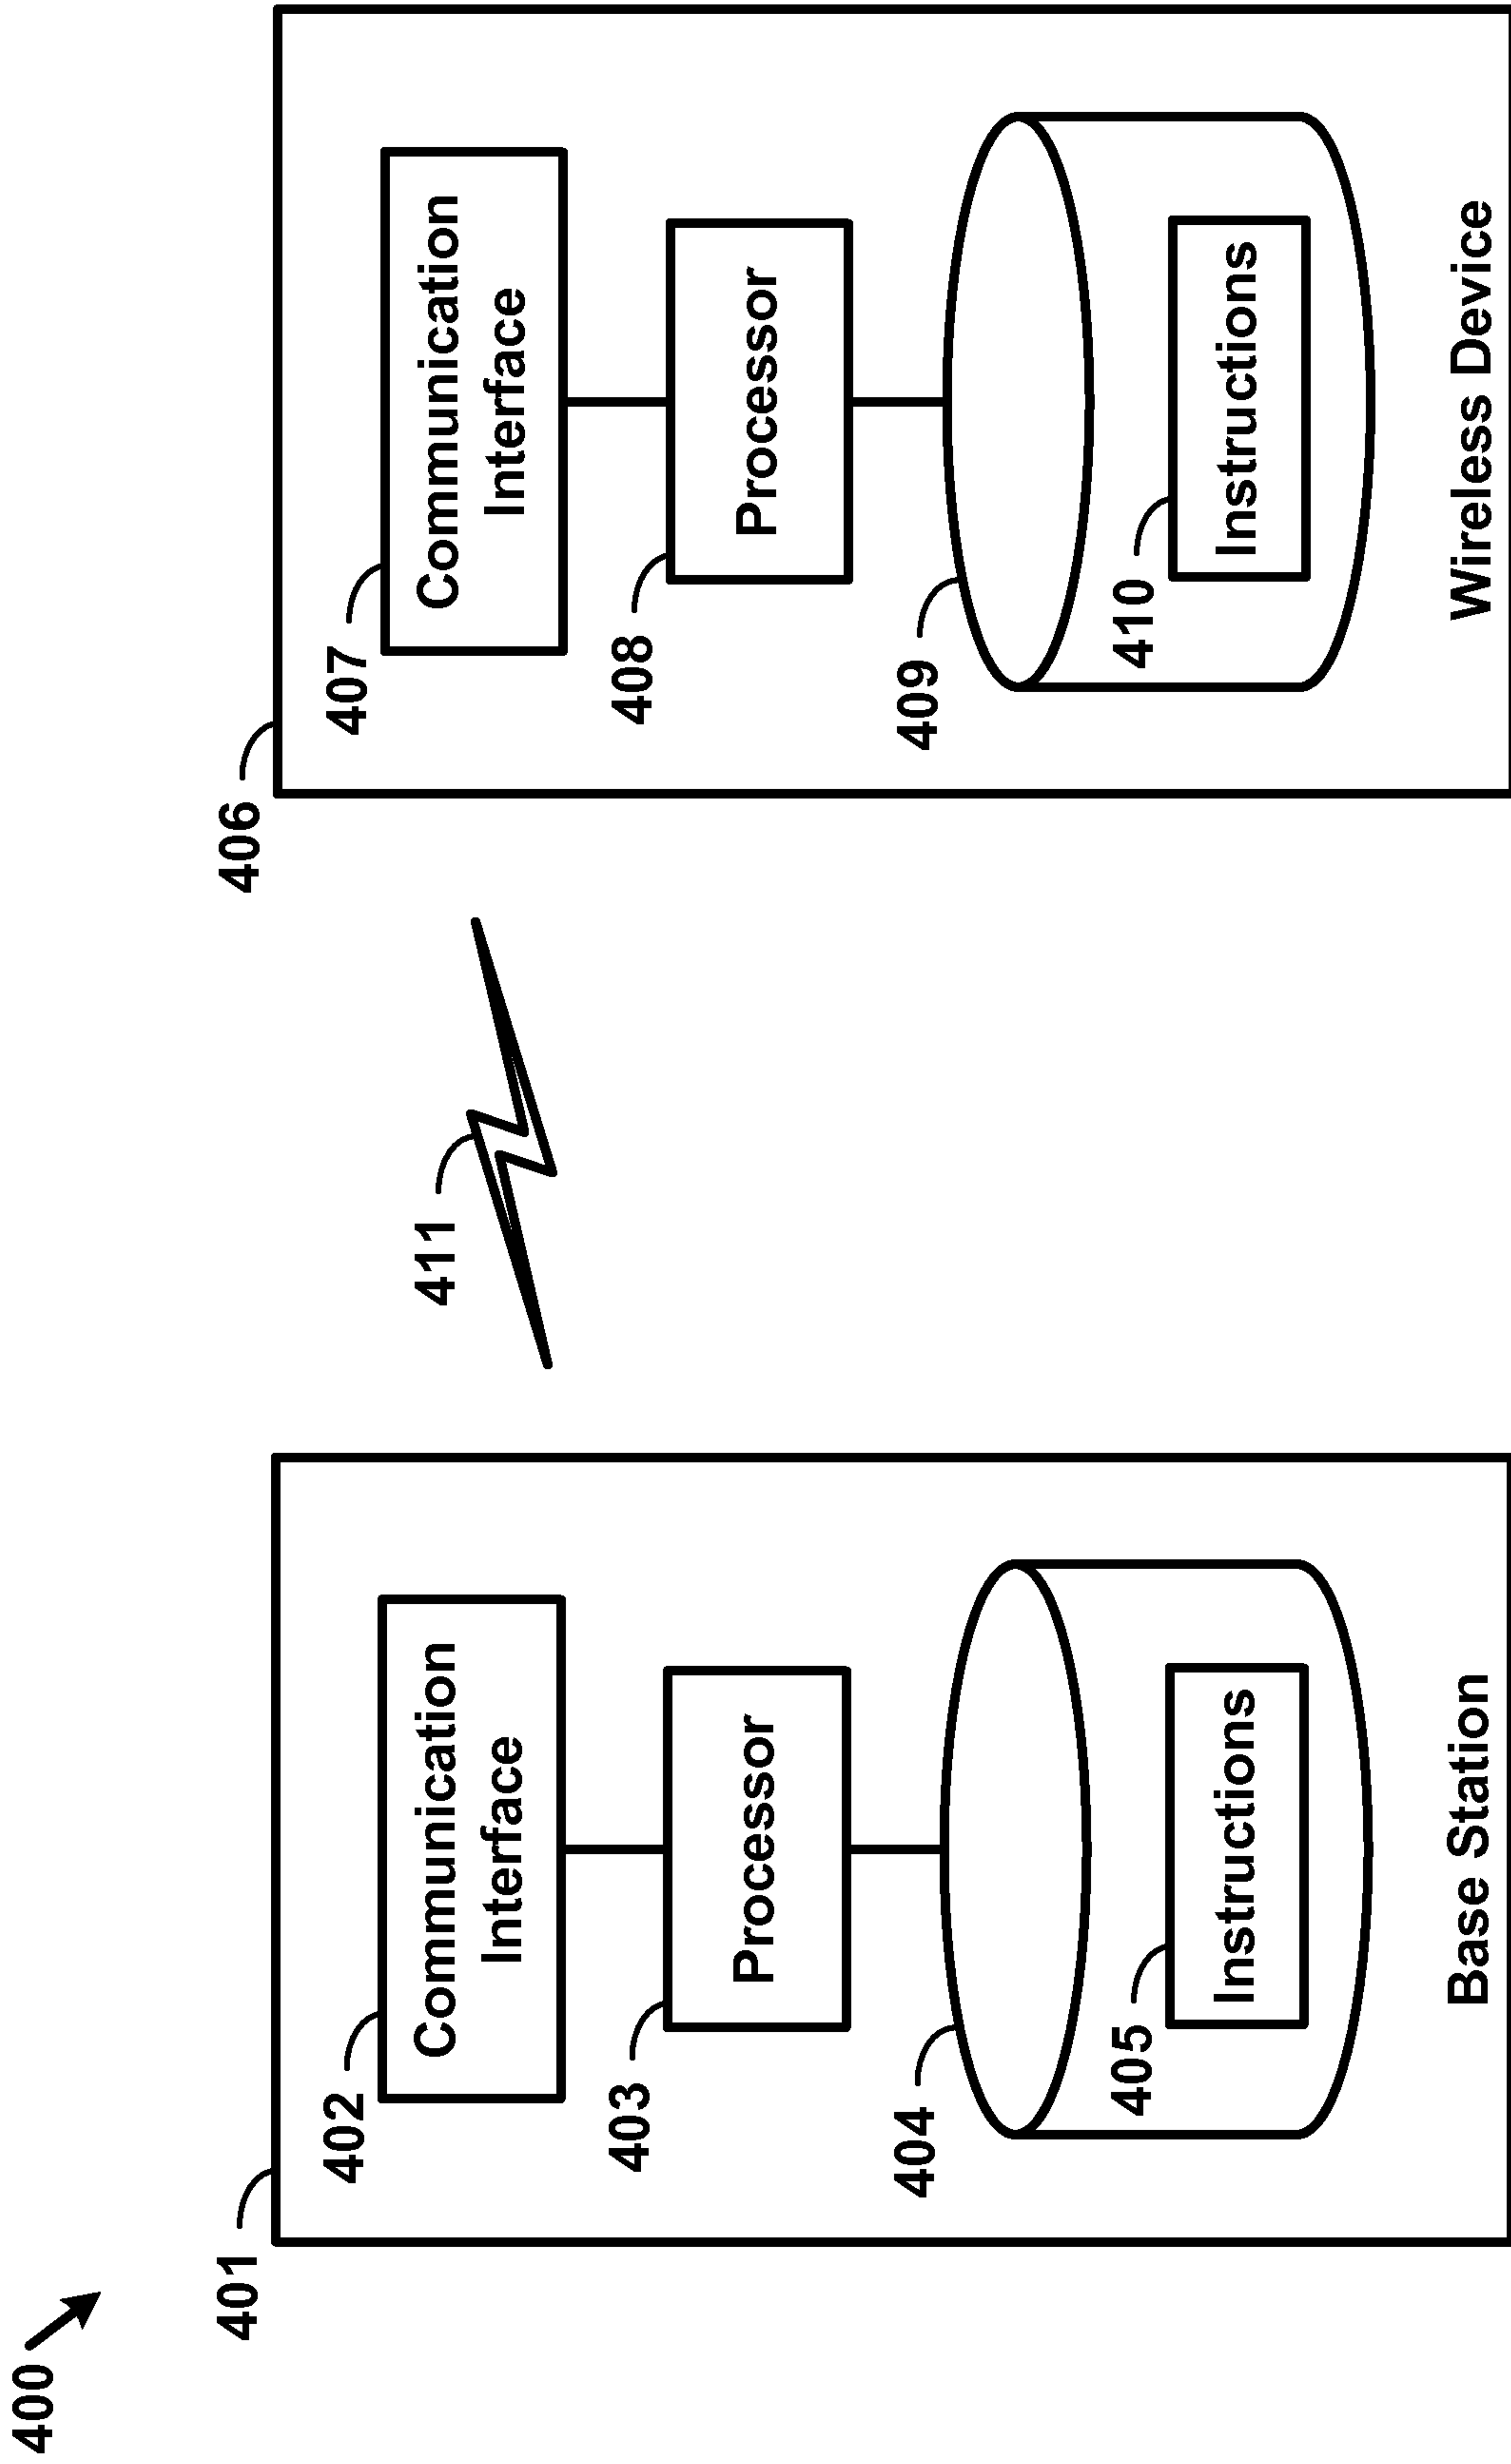 400
401
402
Communication
Interface
403
Processor
404
405
Instructions
Base Station
411
406
407
Communication
Interface
408
Processor
409
410
Instructions
Wireless Device